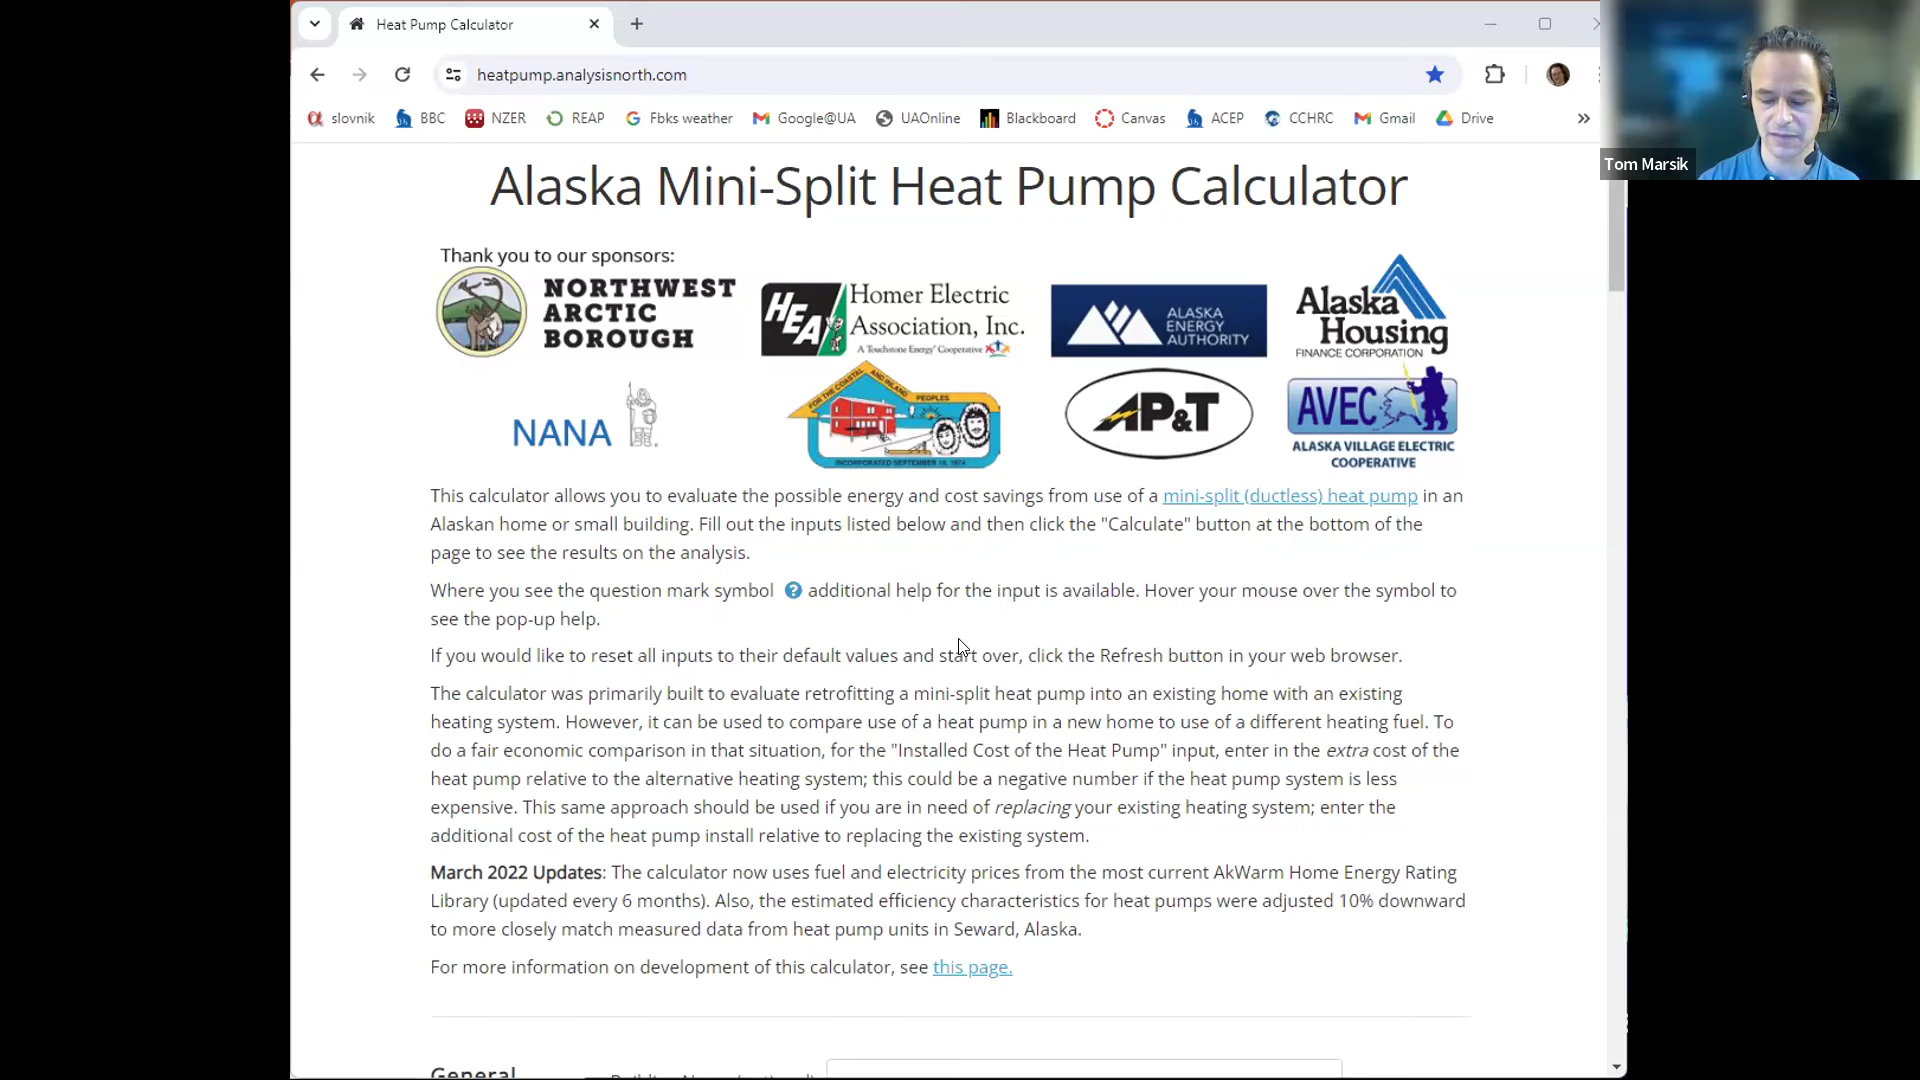 Heat Pump Calculator
heatpump.analysisnorth.com
slovnik BBC NZER REAP Fbks weather Google@UA UAOnline Blackboard Canvas ACEP CCHRC Gmail Drive »
Tom Marsik
Alaska Mini-Split Heat Pump Calculator
Thank you to our sponsors:
NORTHWEST
ARCTIC
BOROUGH
HEA
Homer Electric
Association, Inc.
A Touchstone Energy® Cooperative
ALASKA
ENERGY
AUTHORITY
Alaska
Housing
FINANCE CORPORATION
NANA
FOR THE COASTAL AND INLAND PEOPLES
INCORPORATED SEPTEMBER 16, 1974
AP&T
AVEC
ALASKA VILLAGE ELECTRIC
COOPERATIVE
This calculator allows you to evaluate the possible energy and cost savings from use of a mini-split (ductless) heat pump in an
Alaskan home or small building. Fill out the inputs listed below and then click the "Calculate" button at the bottom of the
page to see the results on the analysis.
Where you see the question mark symbol ? additional help for the input is available. Hover your mouse over the symbol to
see the pop-up help.
If you would like to reset all inputs to their default values and start over, click the Refresh button in your web browser.
The calculator was primarily built to evaluate retrofitting a mini-split heat pump into an existing home with an existing
heating system. However, it can be used to compare use of a heat pump in a new home to use of a different heating fuel. To
do a fair economic comparison in that situation, for the "Installed Cost of the Heat Pump" input, enter in the extra cost of the
heat pump relative to the alternative heating system; this could be a negative number if the heat pump system is less
expensive. This same approach should be used if you are in need of replacing your existing heating system; enter the
additional cost of the heat pump install relative to replacing the existing system.
March 2022 Updates: The calculator now uses fuel and electricity prices from the most current AkWarm Home Energy Rating
Library (updated every 6 months). Also, the estimated efficiency characteristics for heat pumps were adjusted 10% downward
to more closely match measured data from heat pump units in Seward, Alaska.
For more information on development of this calculator, see this page.
General